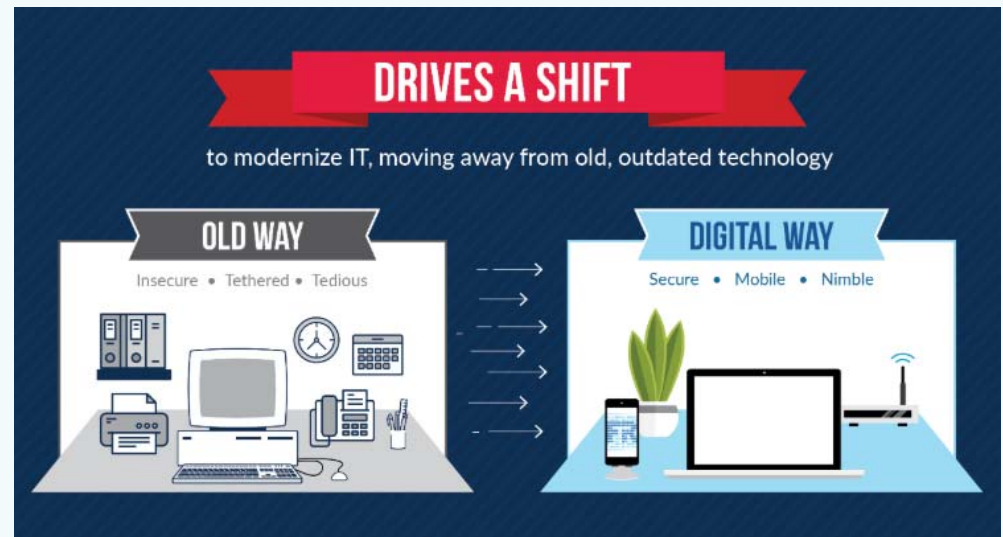 DRIVES A SHIFT
to modernize IT, moving away from old, outdated technology
OLD WAY
Insecure • Tethered • Tedious
DIGITAL WAY
Secure • Mobile • Nimble